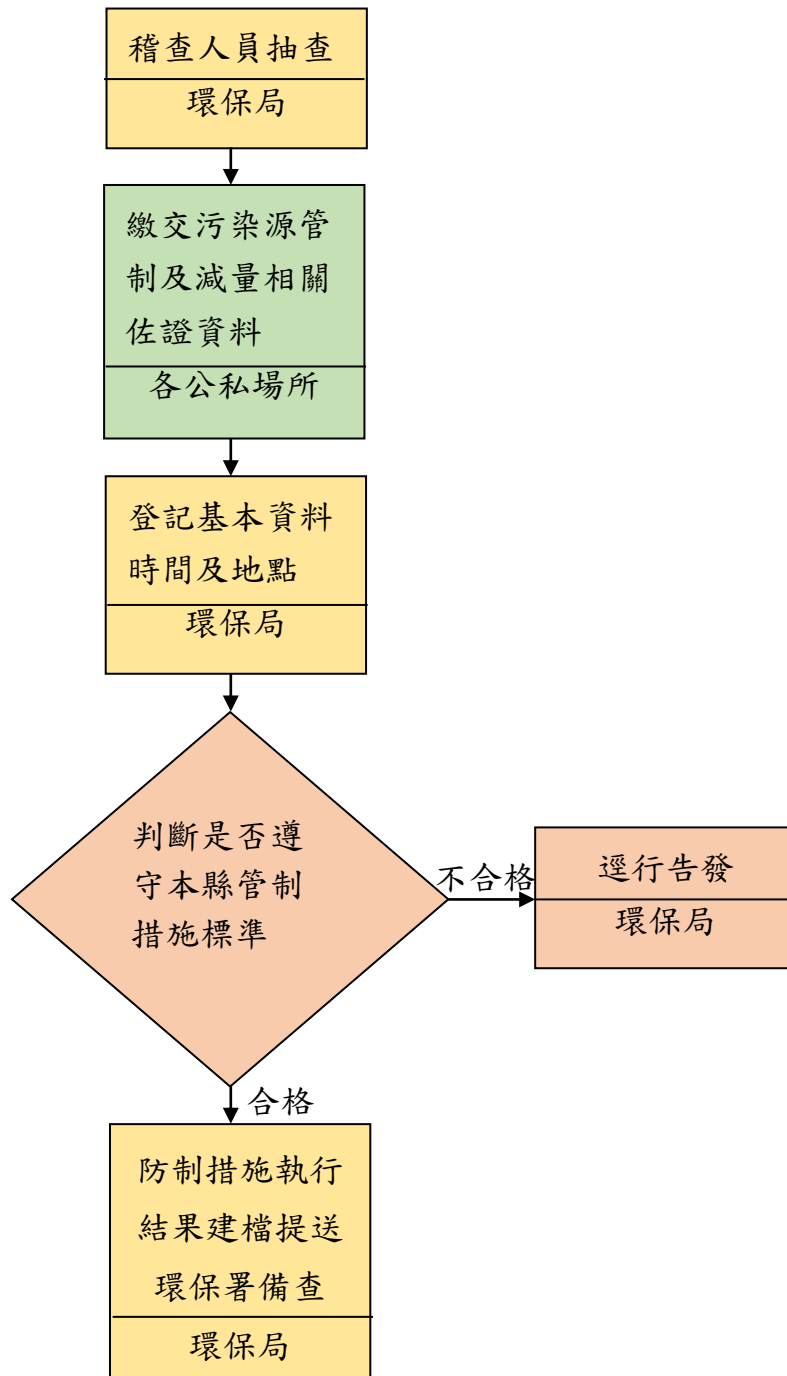 稽查人員抽查
環保局
繳交污染源管
制及減量相關
佐證資料
各公私場所
登記基本資料
時間及地點
環保局
判斷是否遵
守本縣管制
措施標準
不合格
逕行告發
環保局
合格
防制措施執行
結果建檔提送
環保署備查
環保局